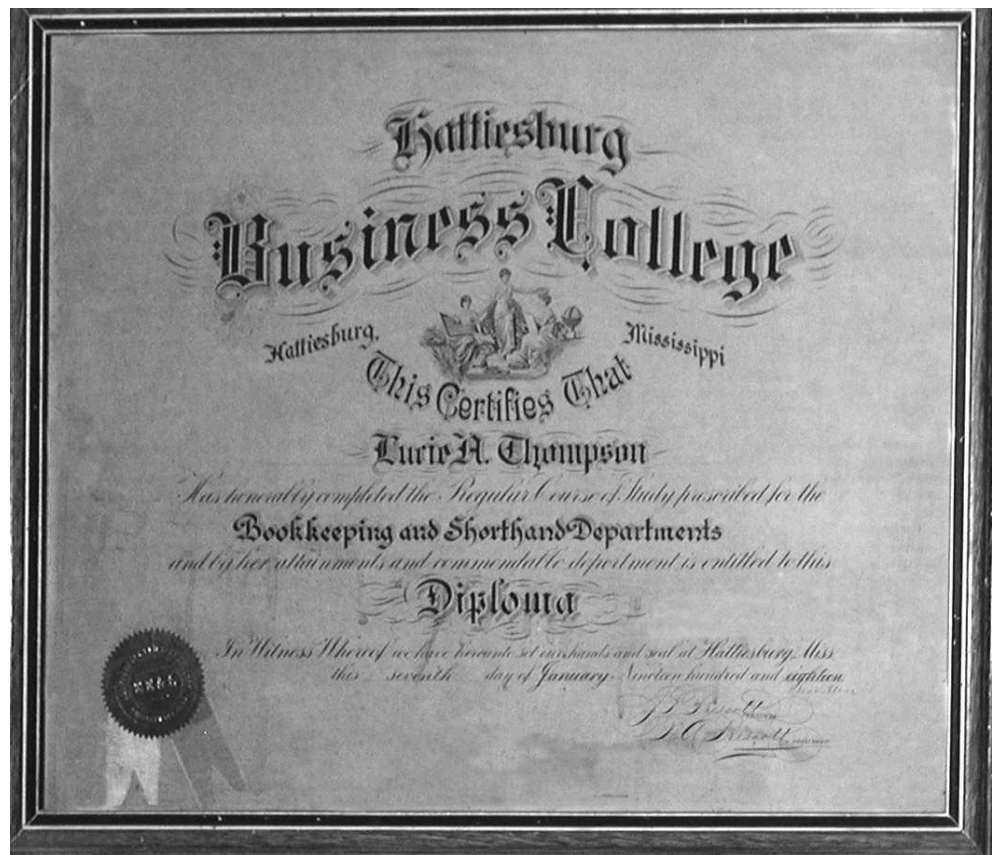 Hattiesburg
Business College
Hattiesburg, Mississippi
This Certifies That
Lucie A. Thompson
Has honorably completed the Regular Course of Study prescribed for the
Bookkeeping and Shorthand Departments
and by her attainments and commendable deportment is entitled to this
Diploma
In Witness Whereof we have hereunto set our hands and seal at Hattiesburg, Miss.
this seventh day of January Nineteen hundred and eighteen
SEAL